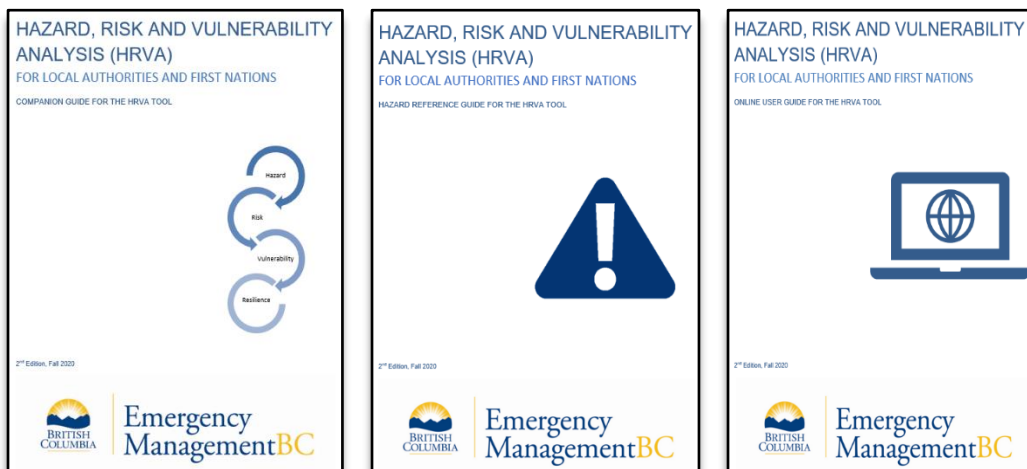 HAZARD, RISK AND VULNERABILITY
ANALYSIS (HRVA)
FOR LOCAL AUTHORITIES AND FIRST NATIONS
COMPANION GUIDE FOR THE HRVA TOOL
Hazard
Risk
Vulnerability
Resilience
2nd Edition, Fall 2020
BRITISH
COLUMBIA
Emergency
ManagementBC
HAZARD, RISK AND VULNERABILITY
ANALYSIS (HRVA)
FOR LOCAL AUTHORITIES AND FIRST NATIONS
HAZARD REFERENCE GUIDE FOR THE HRVA TOOL
2nd Edition, Fall 2020
BRITISH
COLUMBIA
Emergency
ManagementBC
HAZARD, RISK AND VULNERABILITY
ANALYSIS (HRVA)
FOR LOCAL AUTHORITIES AND FIRST NATIONS
ONLINE USER GUIDE FOR THE HRVA TOOL
2nd Edition, Fall 2020
BRITISH
COLUMBIA
Emergency
ManagementBC